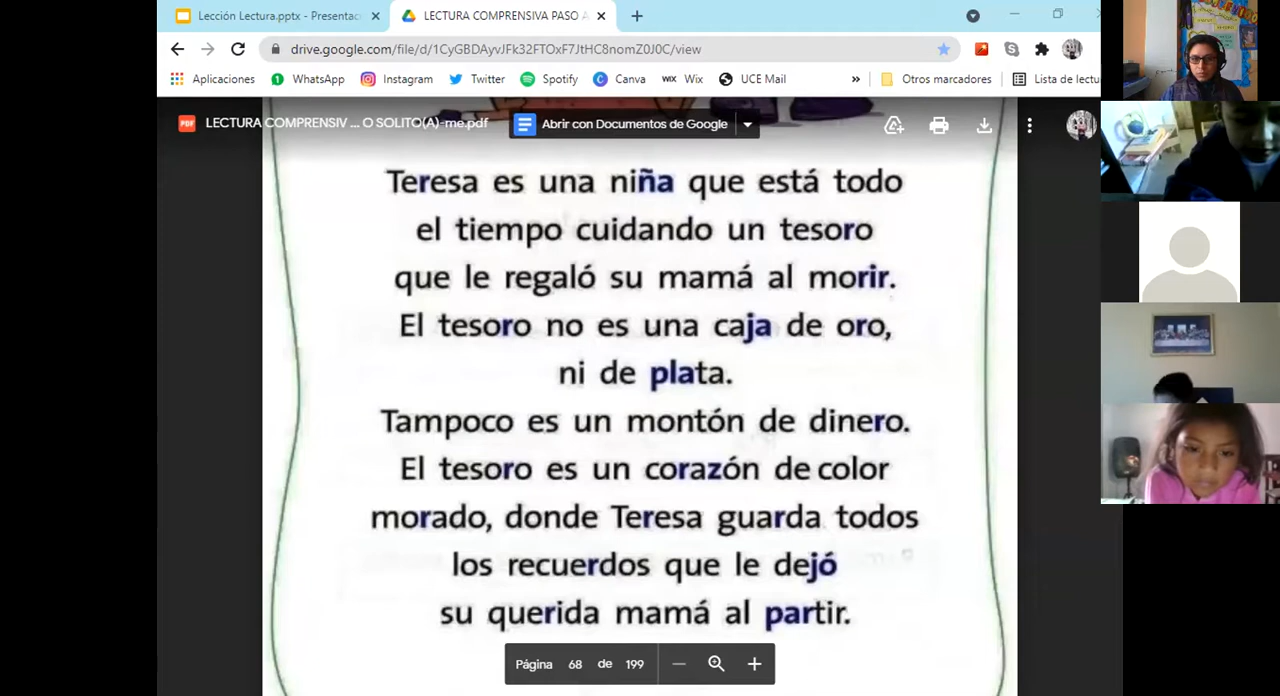 Lección Lectura.pptx - Presentac
LECTURA COMPRENSIVA PASO A
drive.google.com/file/d/1CyGBDAyvJFk32FTOxF7JtHC8nomZ0J0C/view
Aplicaciones WhatsApp Instagram Twitter Spotify Canva WIX Wix UCE Mail » Otros marcadores Lista de lectu
PDF LECTURA COMPRENSIV ... O SOLITO(A)-me.pdf Abrir con Documentos de Google
Teresa es una niña que está todo
el tiempo cuidando un tesoro
que le regaló su mamá al morir.
El tesoro no es una caja de oro,
ni de plata.
Tampoco es un montón de dinero.
El tesoro es un corazón de color
morado, donde Teresa guarda todos
los recuerdos que le dejó
su querida mamá al partir.
Página 68 de 199